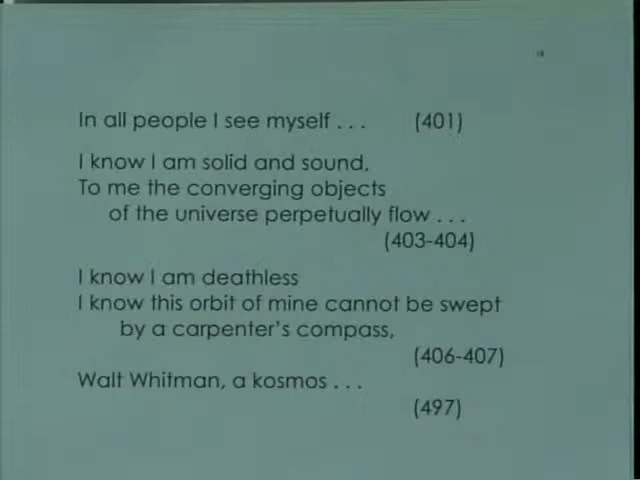 In all people I see myself . . . (401)
I know I am solid and sound,
To me the converging objects
of the universe perpetually flow . . .
(403-404)
I know I am deathless
I know this orbit of mine cannot be swept
by a carpenter's compass,
(406-407)
Walt Whitman, a kosmos . . .
(497)